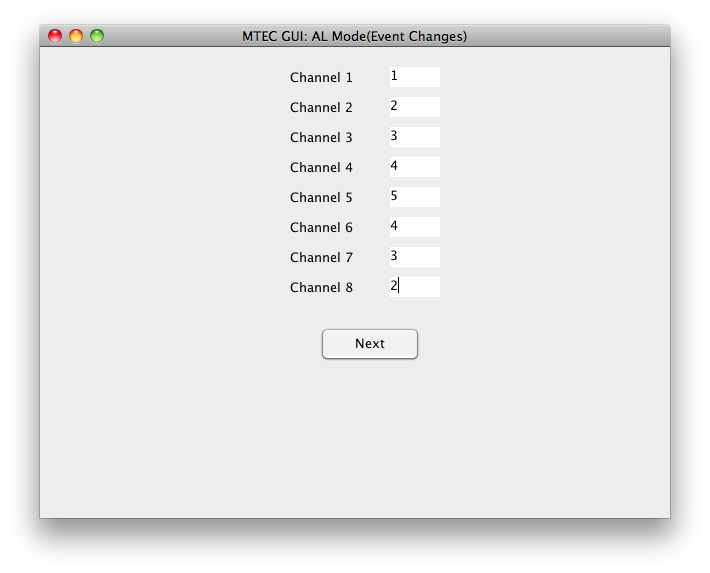 MTEC GUI: AL Mode(Event Changes)
Channel 1 1
Channel 2 2
Channel 3 3
Channel 4 4
Channel 5 5
Channel 6 4
Channel 7 3
Channel 8 2
Next